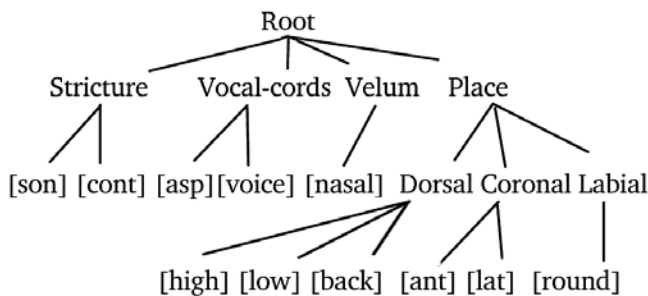 Root
Stricture Vocal-cords Velum Place
[son] [cont] [asp] [voice] [nasal] Dorsal Coronal Labial
[high] [low] [back] [ant] [lat] [round]